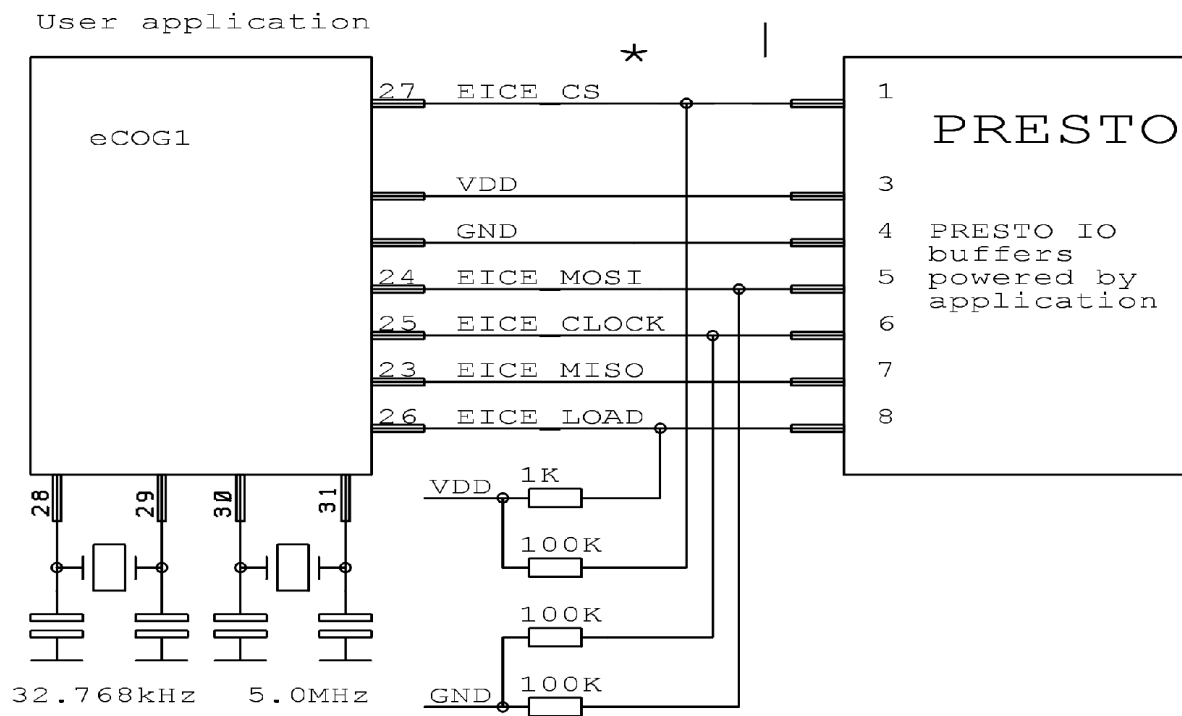 User application
*
|
27 EICE_CS 1
eCOG1
PRESTO
VDD 3
GND 4
PRESTO IO
buffers
powered by
application
24 EICE_MOSI 5
25 EICE_CLOCK 6
23 EICE_MISO 7
26 EICE_LOAD 8
28 29 30 31
VDD 1K
100K
100K
32.768kHz 5.0MHz GND 100K